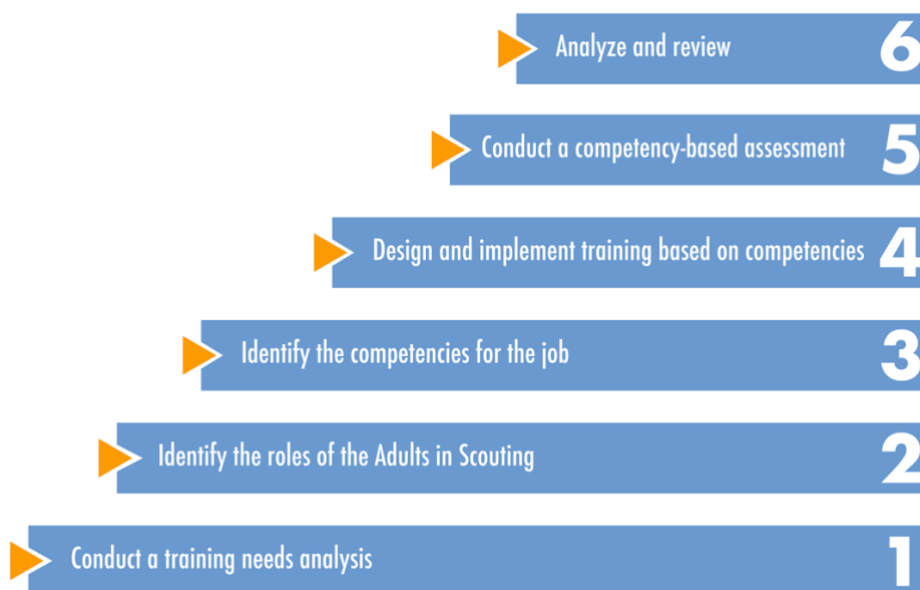 Analyze and review 6
Conduct a competency-based assessment 5
Design and implement training based on competencies 4
Identify the competencies for the job 3
Identify the roles of the Adults in Scouting 2
Conduct a training needs analysis 1